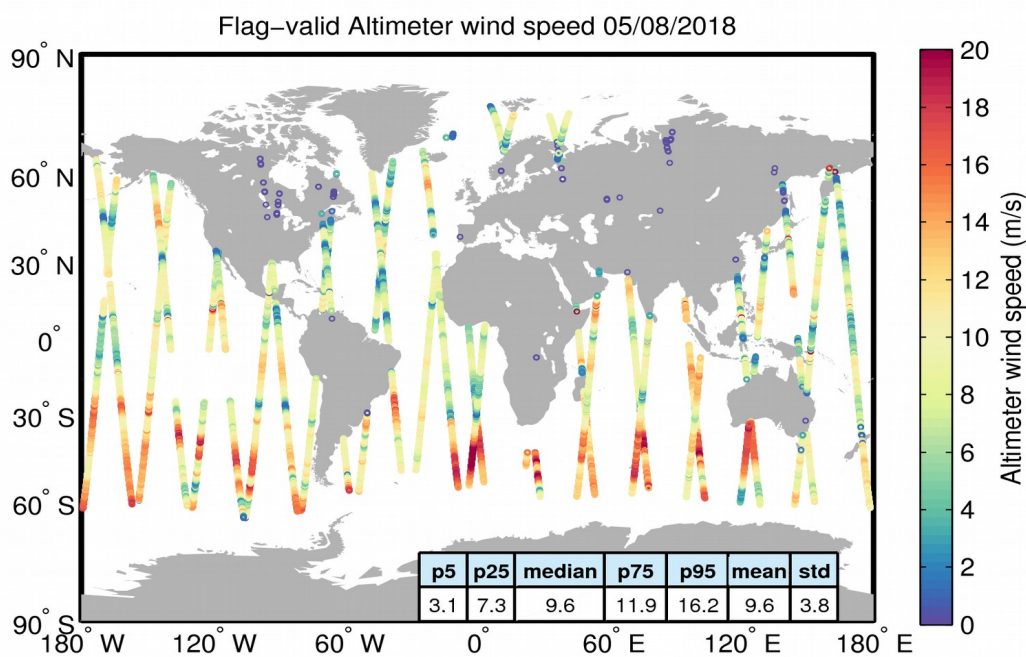 Flag−valid Altimeter wind speed 05/08/2018
90° N
60° N
30° N
0°
30° S
60° S
90° S
180° W
120° W
60° W
0°
60° E
120° E
180° E
p5 p25 median p75 p95 mean std
3.1 7.3 9.6 11.9 16.2 9.6 3.8
20
18
16
14
12
10
8
6
4
2
0
Altimeter wind speed (m/s)